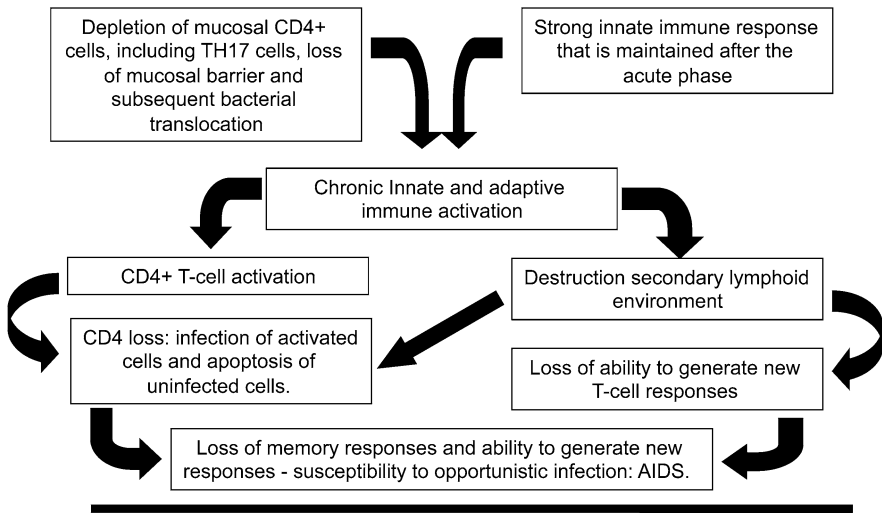 Depletion of mucosal CD4+
cells, including TH17 cells, loss
of mucosal barrier and
subsequent bacterial
translocation
Strong innate immune response
that is maintained after the
acute phase
Chronic Innate and adaptive
immune activation
CD4+ T-cell activation
Destruction secondary lymphoid
environment
CD4 loss: infection of activated
cells and apoptosis of
uninfected cells.
Loss of ability to generate new
T-cell responses
Loss of memory responses and ability to generate new
responses - susceptibility to opportunistic infection: AIDS.